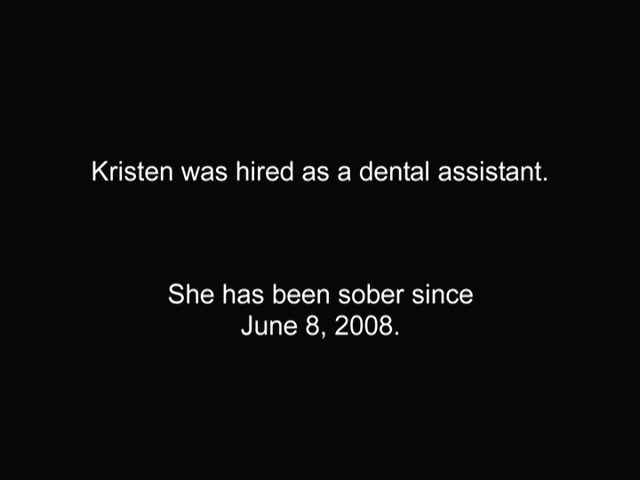 Kristen was hired as a dental assistant.
She has been sober since
June 8, 2008.